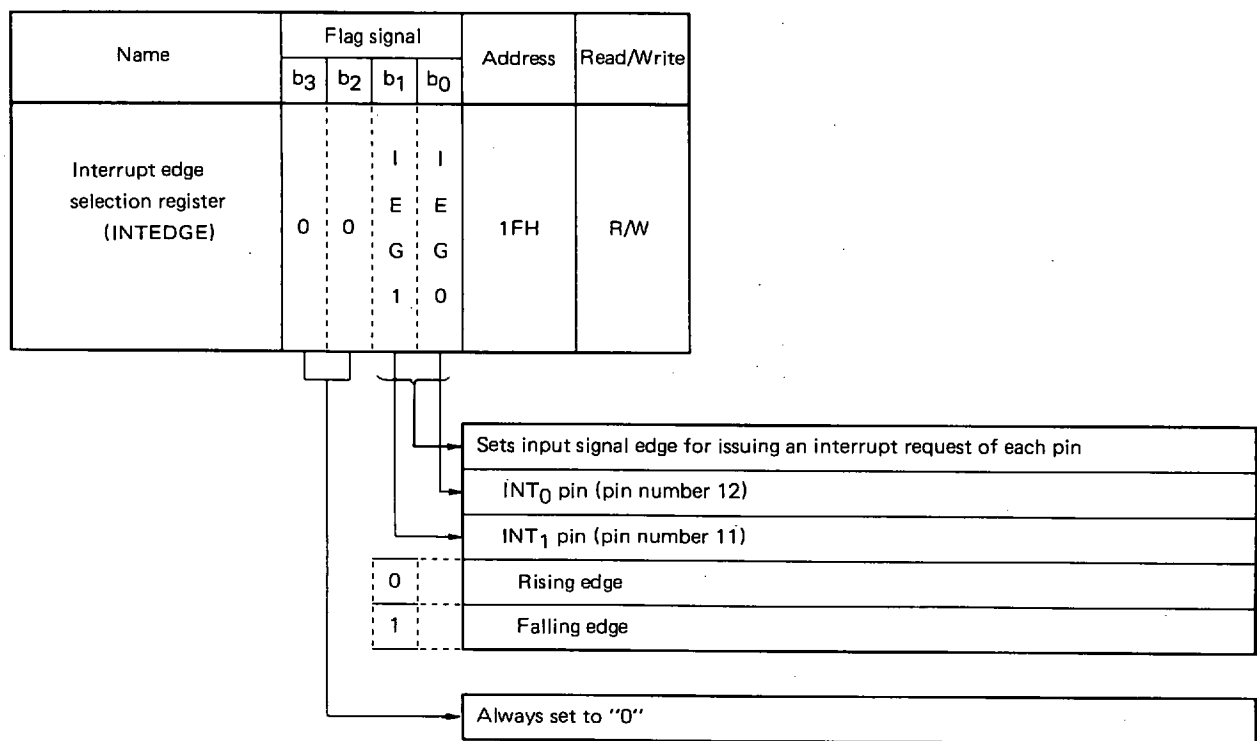 Name
Flag signal
Address
Read/Write
b3 b2 b1 b0
Interrupt edge
selection register
(INTEDGE)
0
0
I
E
G
1
I
E
G
0
1FH
R/W
Sets input signal edge for issuing an interrupt request of each pin
INT0 pin (pin number 12)
INT1 pin (pin number 11)
0 Rising edge
1 Falling edge
Always set to "0"